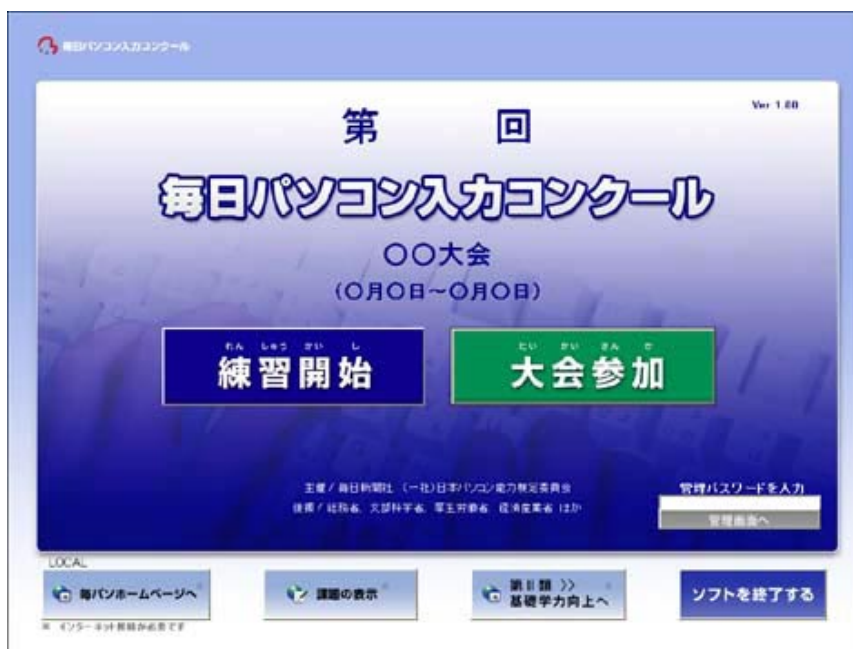 毎日パソコン入力コンクール
Ver 1.00
第 回
毎日パソコン入力コンクール
〇〇大会
(〇月〇日~〇月〇日)
れん しゅう かい し
練習開始
たい かい さん か
大会参加
主催/毎日新聞社 (一社)日本パソコン能力検定委員会
後援/総務省、文部科学省、厚生労働省、経済産業省 ほか
管理パスワードを入力
管理画面へ
LOCAL
毎パソホームページへ※
課題の表示※
第Ⅱ類 >> ※
基礎学力向上へ
ソフトを終了する
※ インターネット接続が必要です